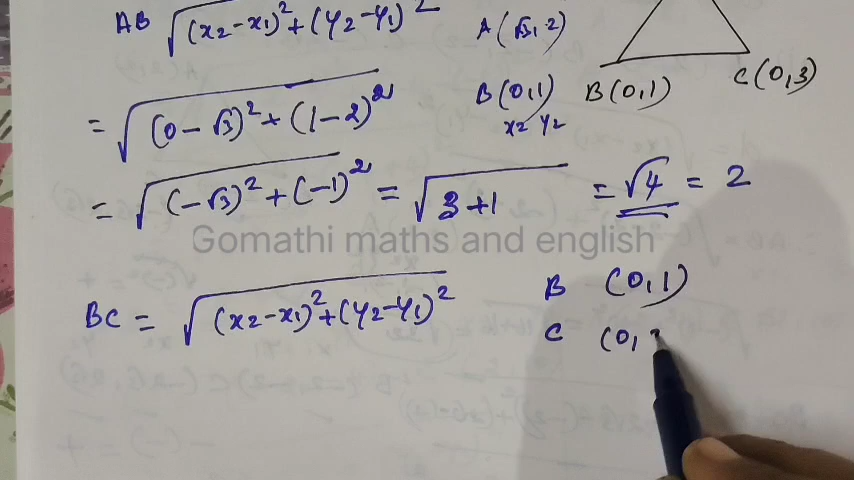 AB √(x2-x1)²+(y2-y1)² A(√3, 2)
B(0,1) C(0,3)
= √(0-√3)²+(1-2)² B(0,1)
x2 y2
= √(-√3)²+(-1)² = √3+1 = √4 = 2
Gomathi maths and english
BC = √(x2-x1)²+(y2-y1)² B (0,1)
C (0,